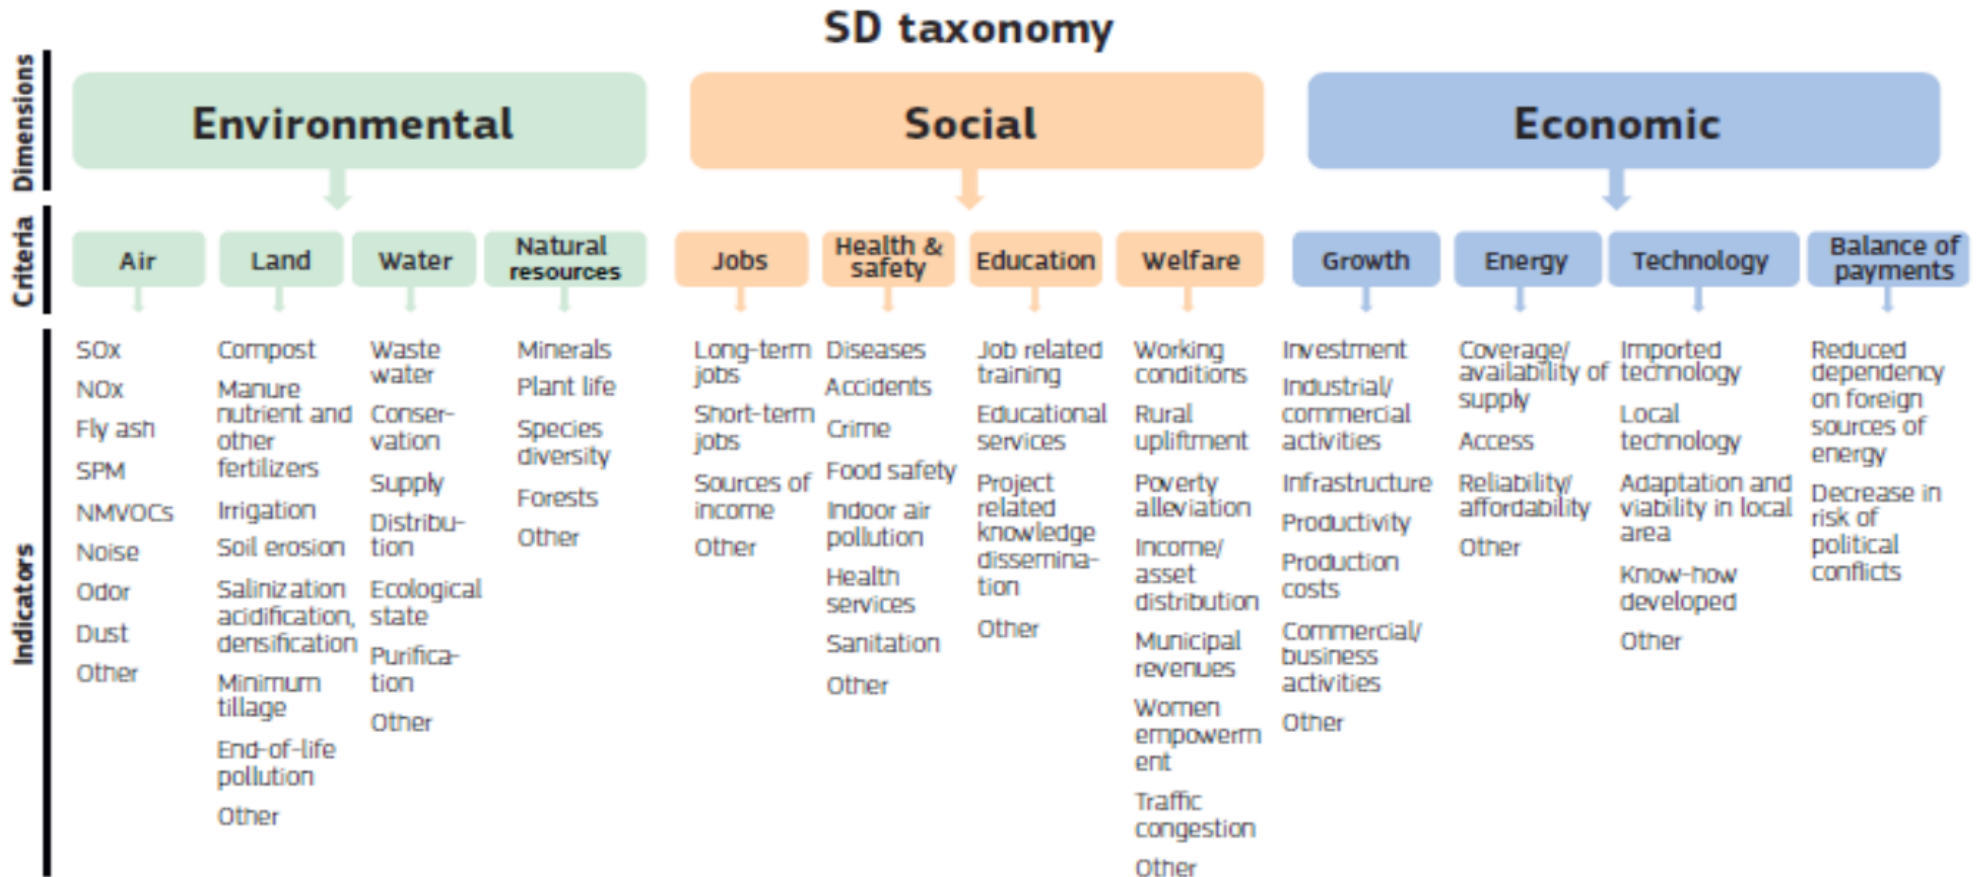 SD taxonomy
Dimensions
Environmental
Social
Economic
Criteria
Air
Land
Water
Natural
resources
Jobs
Health &
safety
Education
Welfare
Growth
Energy
Technology
Balance of
payments
Indicators
SOx
NOx
Fly ash
SPM
NMVOCs
Noise
Odor
Dust
Other
Compost
Manure
nutrient and
other
fertilizers
Irrigation
Soil erosion
Salinization
acidification,
densification
Minimum
tillage
End-of-life
pollution
Other
Waste
water
Conser-
vation
Supply
Distribu-
tion
Ecological
state
Purifica-
tion
Other
Minerals
Plant life
Species
diversity
Forests
Other
Long-term
jobs
Short-term
jobs
Sources of
income
Other
Diseases
Accidents
Crime
Food safety
Indoor air
pollution
Health
services
Sanitation
Other
Job related
training
Educational
services
Project
related
knowledge
dissemina-
tion
Other
Working
conditions
Rural
upliftment
Poverty
alleviation
Income/
asset
distribution
Municipal
revenues
Women
empowerm
ent
Traffic
congestion
Other
Investment
Industrial/
commercial
activities
Infrastructure
Productivity
Production
costs
Commercial/
business
activities
Other
Coverage/
availability of
supply
Access
Reliability/
affordability
Other
Imported
technology
Local
technology
Adaptation and
viability in local
area
Know-how
developed
Other
Reduced
dependency
on foreign
sources of
energy
Decrease in
risk of
political
conflicts